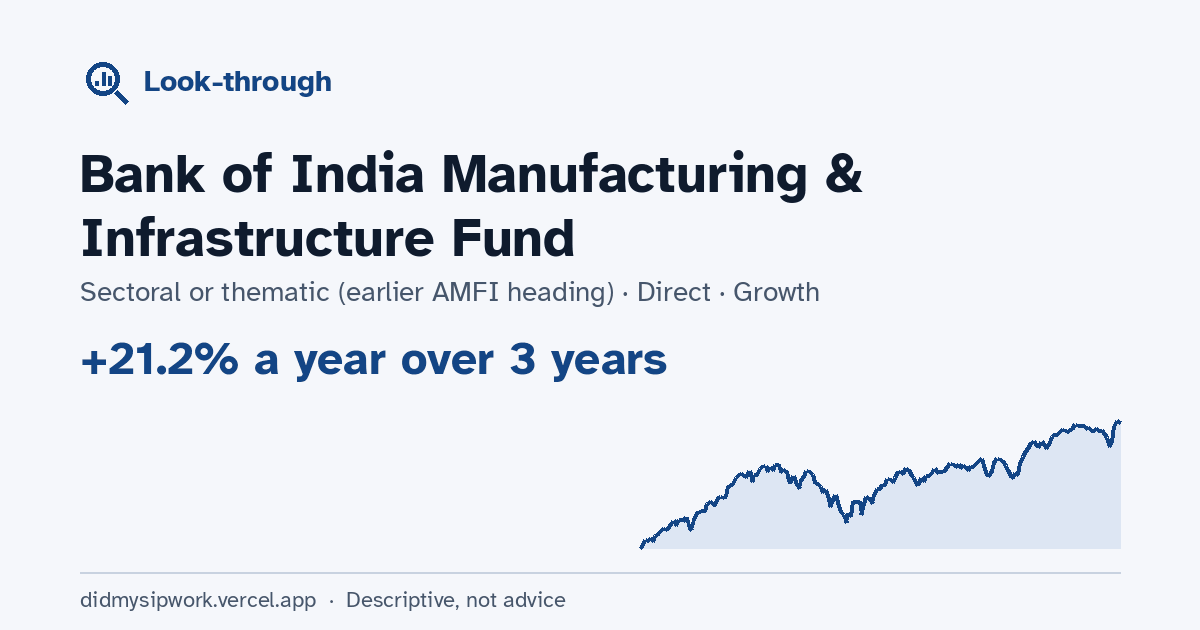 Look-through
Bank of India Manufacturing &
Infrastructure Fund
Sectoral or thematic (earlier AMFI heading) · Direct · Growth
+21.2% a year over 3 years
didmysipwork.vercel.app · Descriptive, not advice